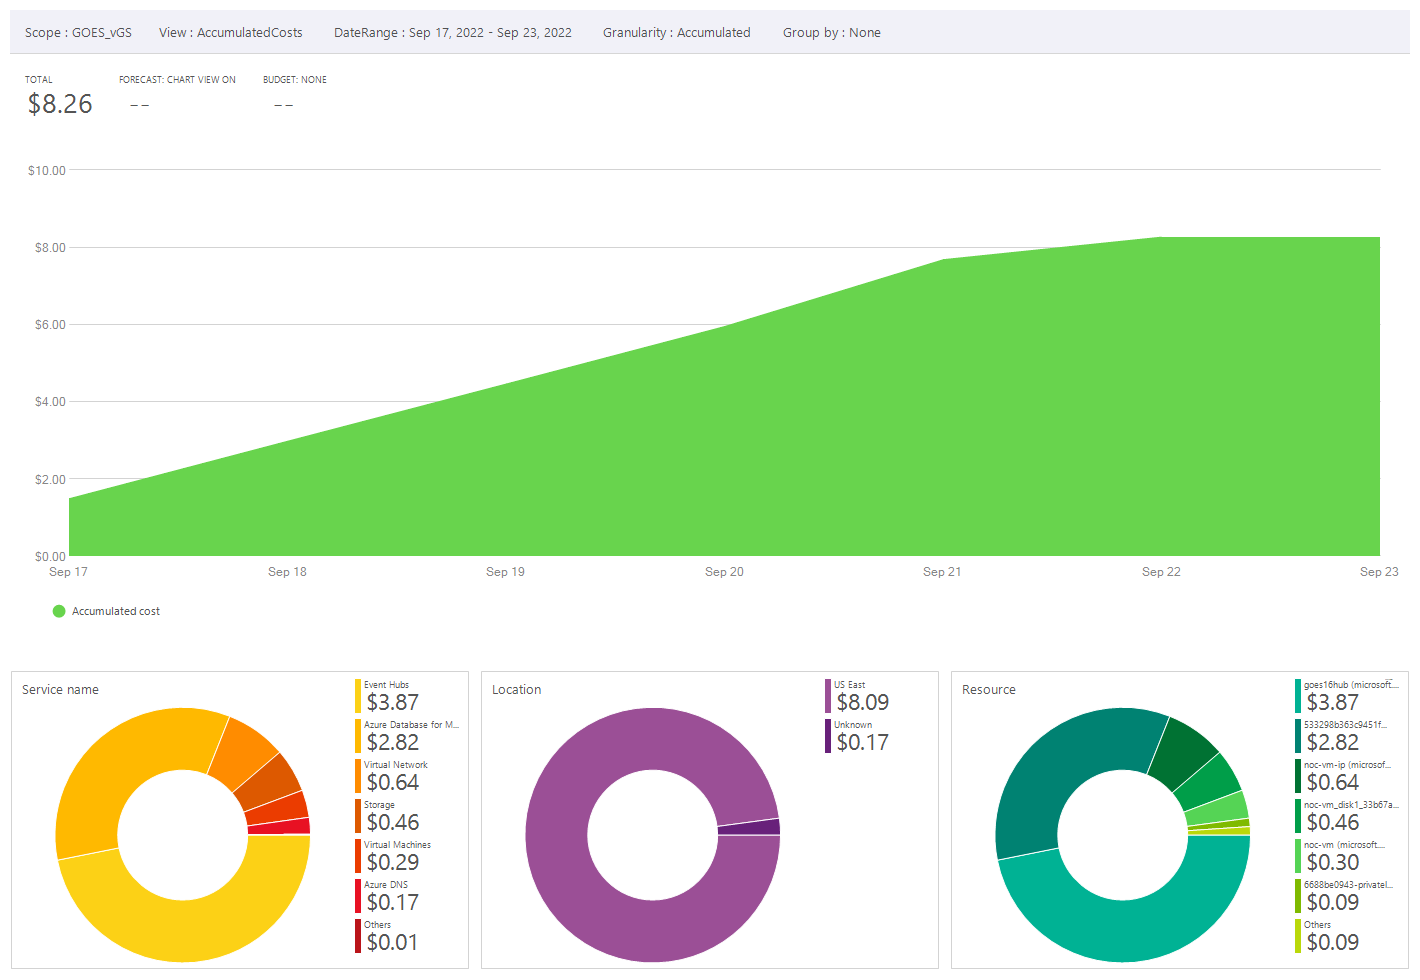 Scope : GOES_vGS View : AccumulatedCosts DateRange : Sep 17, 2022 - Sep 23, 2022 Granularity : Accumulated Group by : None
TOTAL FORECAST: CHART VIEW ON BUDGET: NONE
$8.26 -- --
$10.00
$8.00
$6.00
$4.00
$2.00
$0.00
Sep 17 Sep 18 Sep 19 Sep 20 Sep 21 Sep 22 Sep 23
Accumulated cost
Service name
Event Hubs
$3.87
Azure Database for M...
$2.82
Virtual Network
$0.64
Storage
$0.46
Virtual Machines
$0.29
Azure DNS
$0.17
Others
$0.01
Location
US East
$8.09
Unknown
$0.17
Resource
goes16hub (microsoft....
$3.87
533298b363c9451f...
$2.82
noc-vm-ip (microsof...
$0.64
noc-vm_disk1_33b67a...
$0.46
noc-vm (microsoft....
$0.30
6688be0943-privatel...
$0.09
Others
$0.09